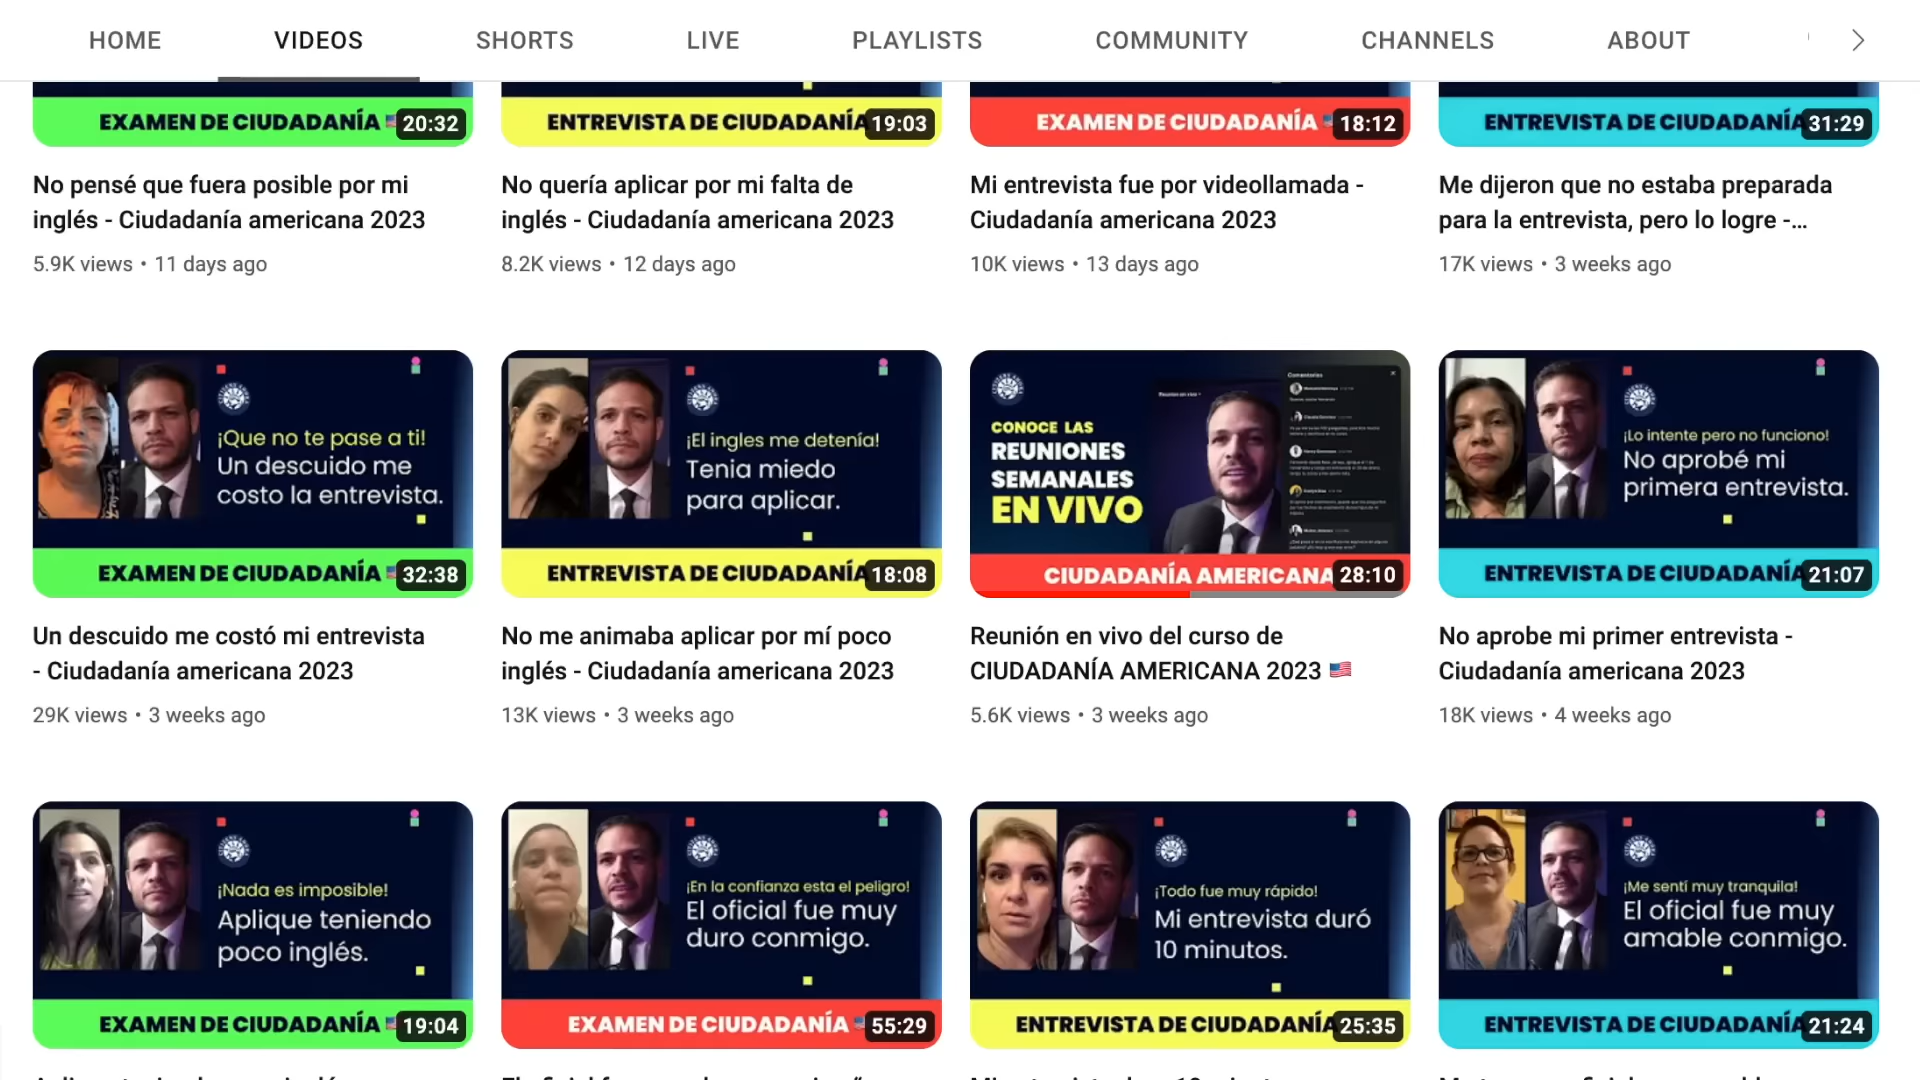 HOME VIDEOS SHORTS LIVE PLAYLISTS COMMUNITY CHANNELS ABOUT
EXAMEN DE CIUDADANÍA 20:32
No pensé que fuera posible por mi
inglés - Ciudadanía americana 2023
5.9K views • 11 days ago
ENTREVISTA DE CIUDADANÍA 19:03
No quería aplicar por mi falta de
inglés - Ciudadanía americana 2023
8.2K views • 12 days ago
EXAMEN DE CIUDADANÍA 18:12
Mi entrevista fue por videollamada -
Ciudadanía americana 2023
10K views • 13 days ago
ENTREVISTA DE CIUDADANÍA 31:29
Me dijeron que no estaba preparada
para la entrevista, pero lo logre -...
17K views • 3 weeks ago
¡Que no te pase a ti!
Un descuido me
costo la entrevista.
EXAMEN DE CIUDADANÍA 32:38
Un descuido me costó mi entrevista
- Ciudadanía americana 2023
29K views • 3 weeks ago
¡El ingles me detenía!
Tenia miedo
para aplicar.
ENTREVISTA DE CIUDADANÍA 18:08
No me animaba aplicar por mí poco
inglés - Ciudadanía americana 2023
13K views • 3 weeks ago
CONOCE LAS
REUNIONES
SEMANALES
EN VIVO
Comentarios
CIUDADANÍA AMERICANA 28:10
Reunión en vivo del curso de
CIUDADANÍA AMERICANA 2023 🇺🇸
5.6K views • 3 weeks ago
¡Lo intente pero no funciono!
No aprobé mi
primera entrevista.
ENTREVISTA DE CIUDADANÍA 21:07
No aprobe mi primer entrevista -
Ciudadanía americana 2023
18K views • 4 weeks ago
¡Nada es imposible!
Aplique teniendo
poco inglés.
EXAMEN DE CIUDADANÍA 19:04
¡En la confianza esta el peligro!
El oficial fue muy
duro conmigo.
EXAMEN DE CIUDADANÍA 55:29
¡Todo fue muy rápido!
Mi entrevista duró
10 minutos.
ENTREVISTA DE CIUDADANÍA 25:35
¡Me sentí muy tranquila!
El oficial fue muy
amable conmigo.
ENTREVISTA DE CIUDADANÍA 21:24